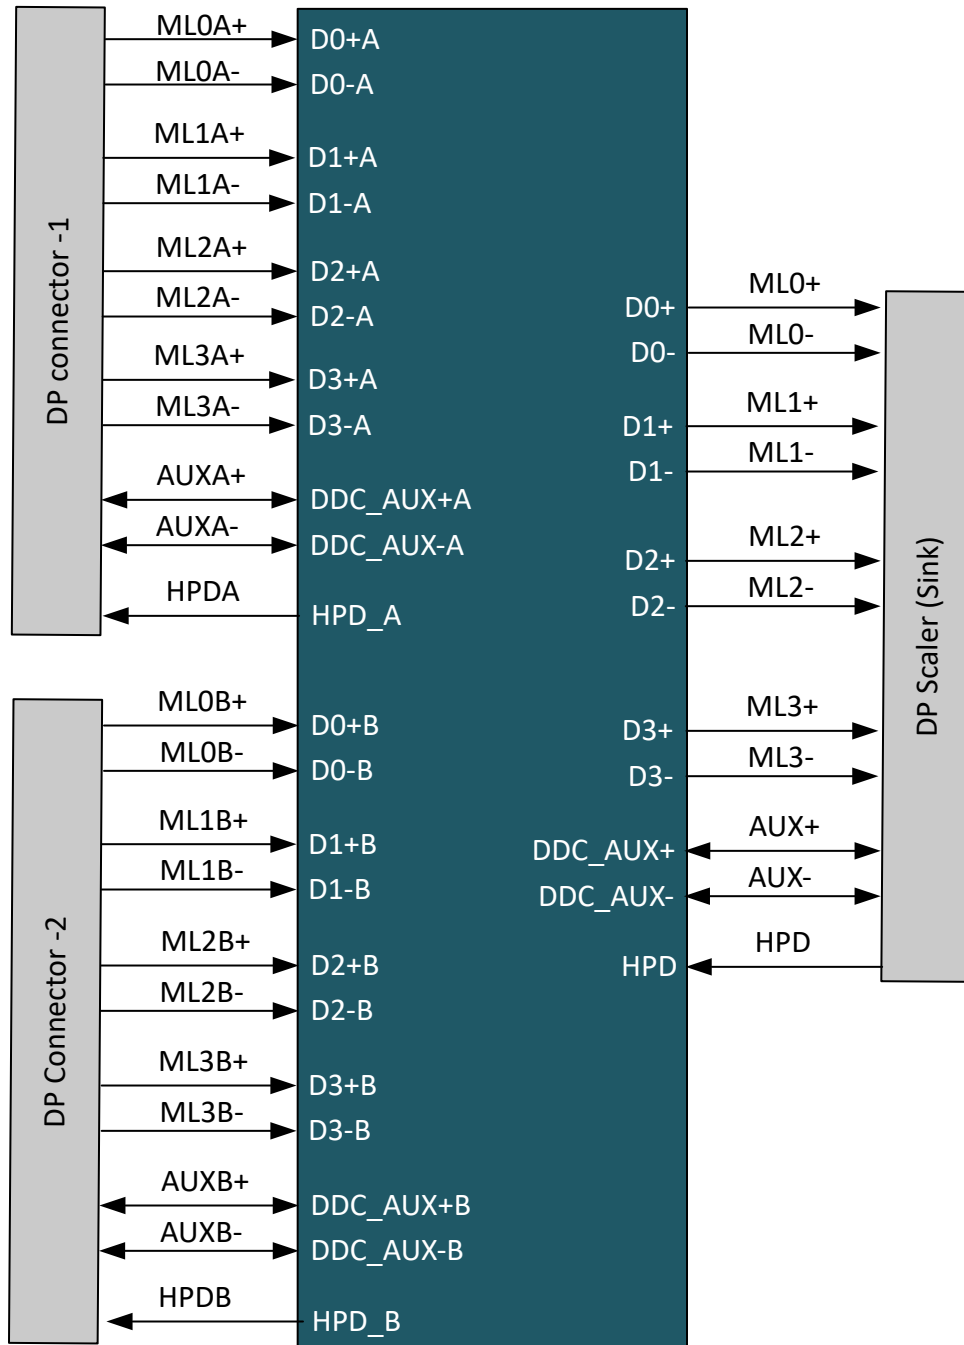 DP connector -1
ML0A+
D0+A
ML0A-
D0-A
ML1A+
D1+A
ML1A-
D1-A
ML2A+
D2+A
ML2A-
D2-A
ML3A+
D3+A
ML3A-
D3-A
AUXA+
DDC_AUX+A
AUXA-
DDC_AUX-A
HPDA
HPD_A
DP Connector -2
ML0B+
D0+B
ML0B-
D0-B
ML1B+
D1+B
ML1B-
D1-B
ML2B+
D2+B
ML2B-
D2-B
ML3B+
D3+B
ML3B-
D3-B
AUXB+
DDC_AUX+B
AUXB-
DDC_AUX-B
HPDB
HPD_B
D0+
ML0+
D0-
ML0-
D1+
ML1+
D1-
ML1-
D2+
ML2+
D2-
ML2-
D3+
ML3+
D3-
ML3-
DDC_AUX+
AUX+
DDC_AUX-
AUX-
HPD
HPD
DP Scaler (Sink)